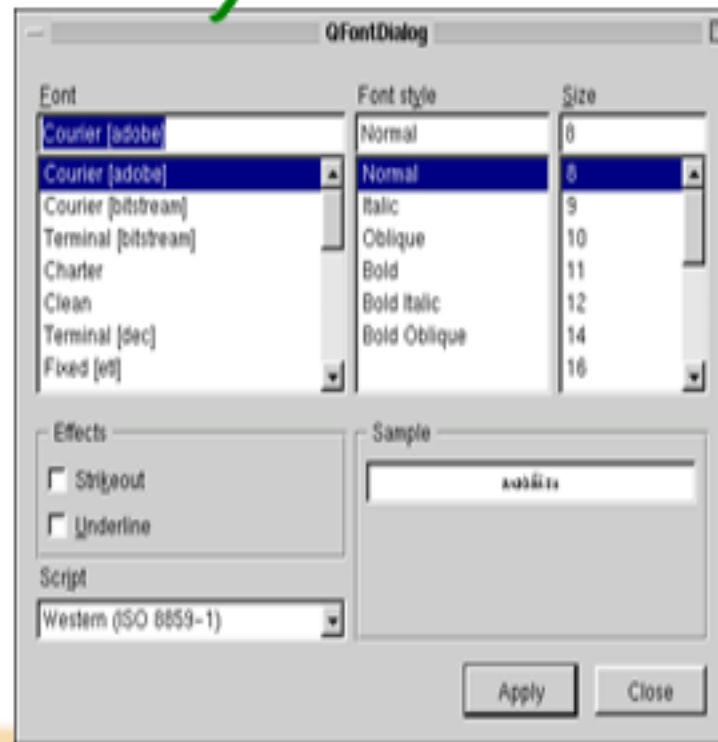 QFontDialog
Font Font style Size
Courier [adobe] Normal 8
Courier [adobe] Normal 8
Courier [bitstream] Italic 9
Terminal [bitstream] Oblique 10
Charter Bold 11
Clean Bold Italic 12
Terminal [dec] Bold Oblique 14
Fixed [etl] 16
Effects Sample
Strikeout
Underline
Script
Western (ISO 8859-1)
Apply Close